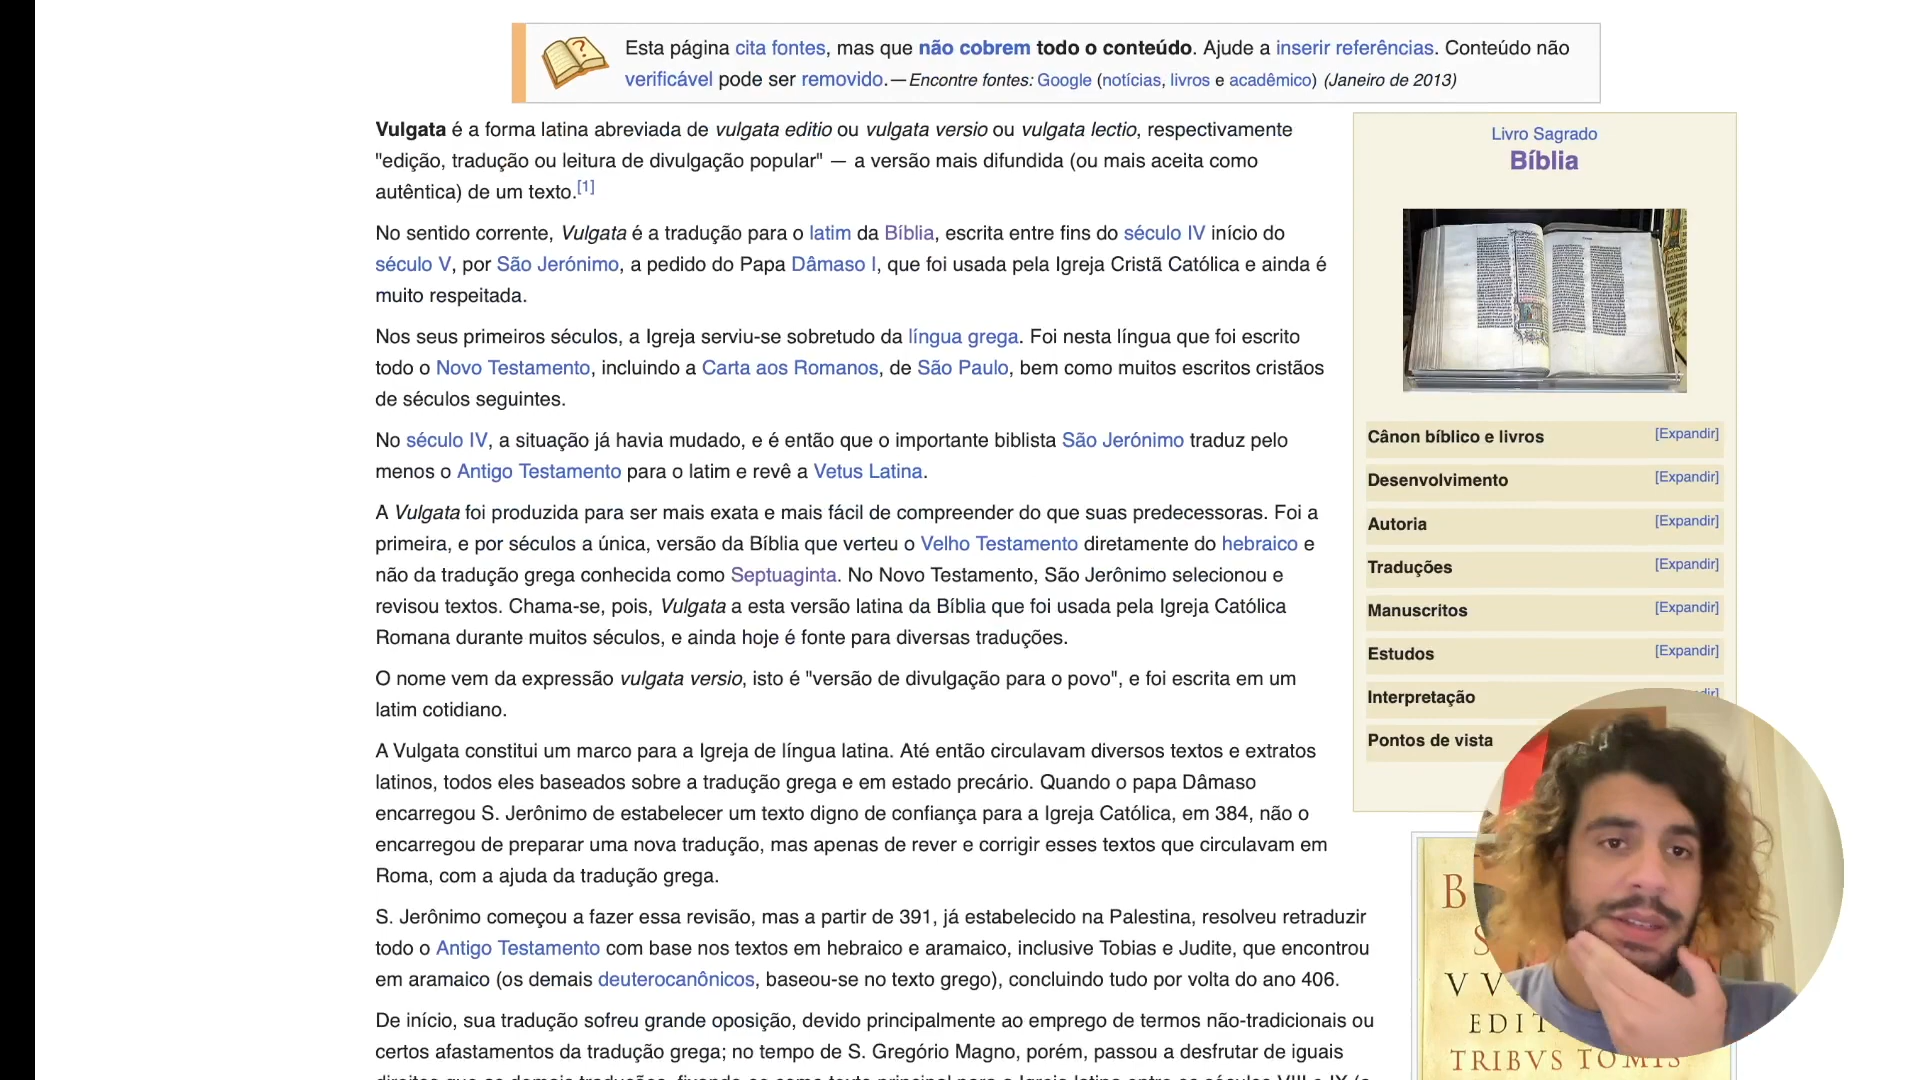 Esta página cita fontes, mas que não cobrem todo o conteúdo. Ajude a inserir referências. Conteúdo não
verificável pode ser removido.—Encontre fontes: Google (notícias, livros e acadêmico) (Janeiro de 2013)
Vulgata é a forma latina abreviada de vulgata editio ou vulgata versio ou vulgata lectio, respectivamente
"edição, tradução ou leitura de divulgação popular" — a versão mais difundida (ou mais aceita como
autêntica) de um texto.[1]
No sentido corrente, Vulgata é a tradução para o latim da Bíblia, escrita entre fins do século IV início do
século V, por São Jerónimo, a pedido do Papa Dâmaso I, que foi usada pela Igreja Cristã Católica e ainda é
muito respeitada.
Nos seus primeiros séculos, a Igreja serviu-se sobretudo da língua grega. Foi nesta língua que foi escrito
todo o Novo Testamento, incluindo a Carta aos Romanos, de São Paulo, bem como muitos escritos cristãos
de séculos seguintes.
No século IV, a situação já havia mudado, e é então que o importante biblista São Jerónimo traduz pelo
menos o Antigo Testamento para o latim e revê a Vetus Latina.
A Vulgata foi produzida para ser mais exata e mais fácil de compreender do que suas predecessoras. Foi a
primeira, e por séculos a única, versão da Bíblia que verteu o Velho Testamento diretamente do hebraico e
não da tradução grega conhecida como Septuaginta. No Novo Testamento, São Jerônimo selecionou e
revisou textos. Chama-se, pois, Vulgata a esta versão latina da Bíblia que foi usada pela Igreja Católica
Romana durante muitos séculos, e ainda hoje é fonte para diversas traduções.
O nome vem da expressão vulgata versio, isto é "versão de divulgação para o povo", e foi escrita em um
latim cotidiano.
A Vulgata constitui um marco para a Igreja de língua latina. Até então circulavam diversos textos e extratos
latinos, todos eles baseados sobre a tradução grega e em estado precário. Quando o papa Dâmaso
encarregou S. Jerônimo de estabelecer um texto digno de confiança para a Igreja Católica, em 384, não o
encarregou de preparar uma nova tradução, mas apenas de rever e corrigir esses textos que circulavam em
Roma, com a ajuda da tradução grega.
S. Jerônimo começou a fazer essa revisão, mas a partir de 391, já estabelecido na Palestina, resolveu retraduzir
todo o Antigo Testamento com base nos textos em hebraico e aramaico, inclusive Tobias e Judite, que encontrou
em aramaico (os demais deuterocanônicos, baseou-se no texto grego), concluindo tudo por volta do ano 406.
De início, sua tradução sofreu grande oposição, devido principalmente ao emprego de termos não-tradicionais ou
certos afastamentos da tradução grega; no tempo de S. Gregório Magno, porém, passou a desfrutar de iguais
Livro Sagrado
Bíblia
Cânon bíblico e livros [Expandir]
Desenvolvimento [Expandir]
Autoria [Expandir]
Traduções [Expandir]
Manuscritos [Expandir]
Estudos [Expandir]
Interpretação
Pontos de vista
B
S
VV
EDIT
TRIBVS TOMIS